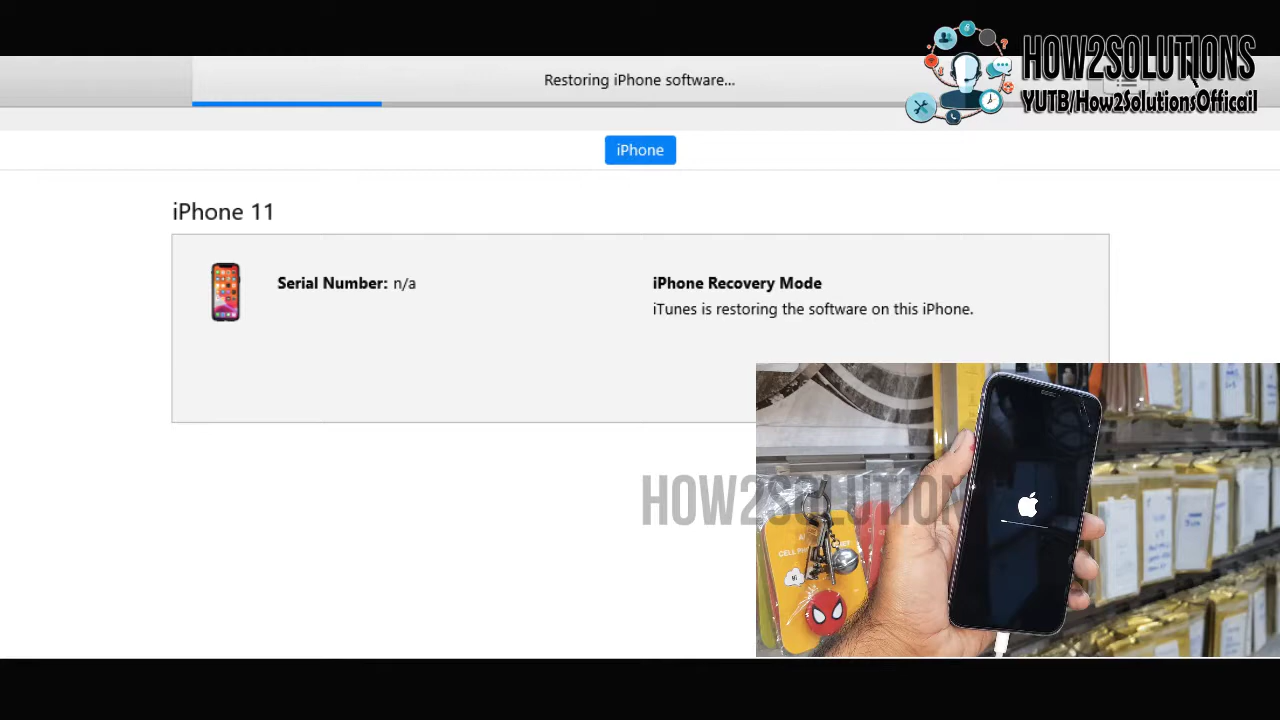 HOW2SOLUTIONS
YUTB/How2SolutionsOfficail
Restoring iPhone software...
iPhone
iPhone 11
Serial Number: n/a
iPhone Recovery Mode
iTunes is restoring the software on this iPhone.
HOW2SOLUTION